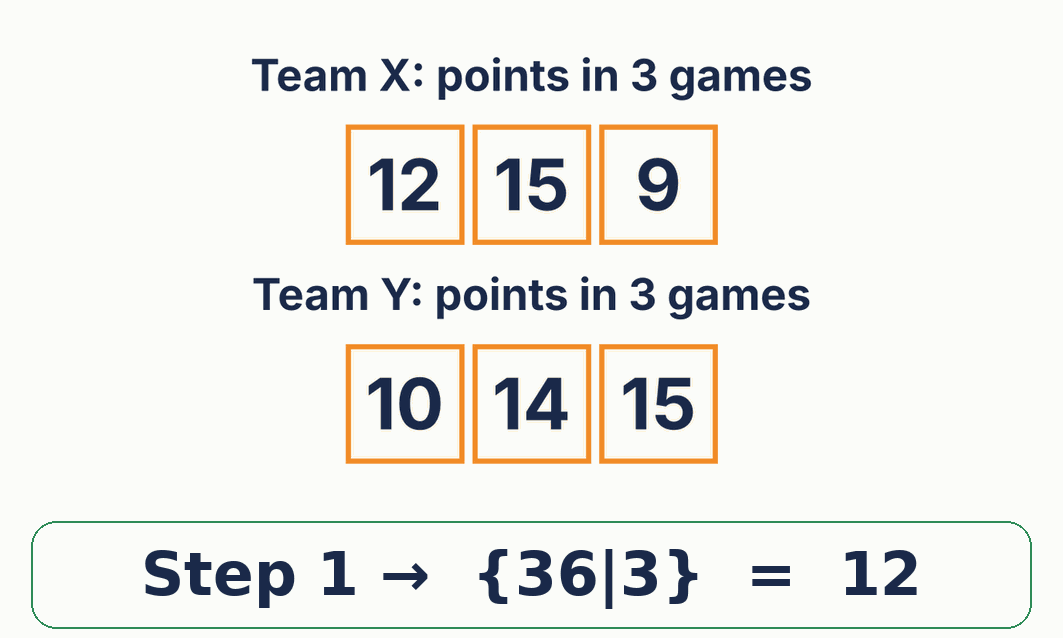 Team X: points in 3 games
12 15 9
Team Y: points in 3 games
10 14 15
Step 1 → {36|3} = 12